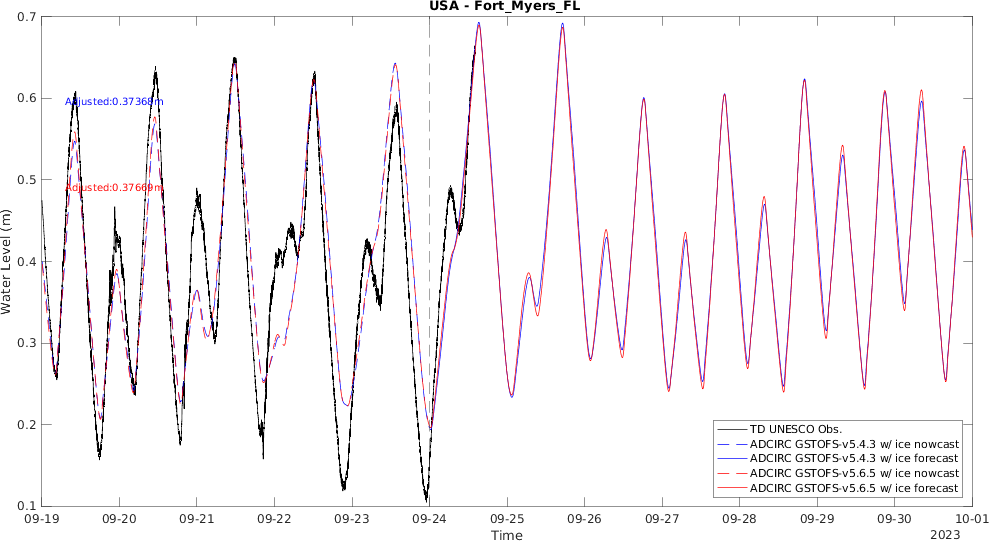 USA - Fort_Myers_FL
0.7
0.6
0.5
0.4
0.3
0.2
0.1
Water Level (m)
Adjusted:0.37368m
Adjusted:0.37669m
TD UNESCO Obs.
ADCIRC GSTOFS-v5.4.3 w/ ice nowcast
ADCIRC GSTOFS-v5.4.3 w/ ice forecast
ADCIRC GSTOFS-v5.6.5 w/ ice nowcast
ADCIRC GSTOFS-v5.6.5 w/ ice forecast
09-19 09-20 09-21 09-22 09-23 09-24 09-25 09-26 09-27 09-28 09-29 09-30 10-01
Time
2023